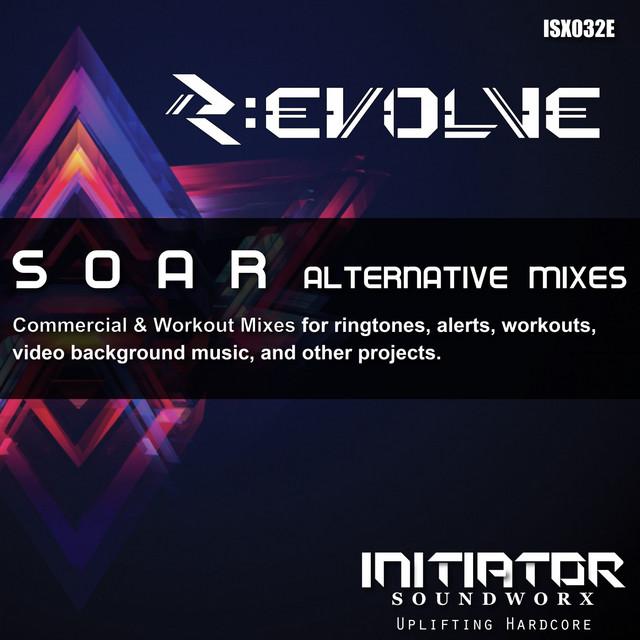 ISX032E
R:EVOLVE
SOAR ALTERNATIVE MIXES
Commercial & Workout Mixes for ringtones, alerts, workouts,
video background music, and other projects.
INITIATOR
SOUNDWORX
UPLIFTING HARDCORE